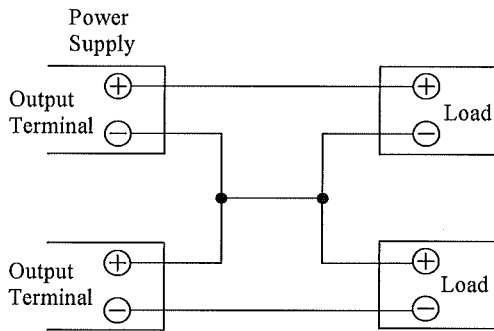 Power
Supply
Output
Terminal
+
−
+
−
Load
Output
Terminal
+
−
+
−
Load